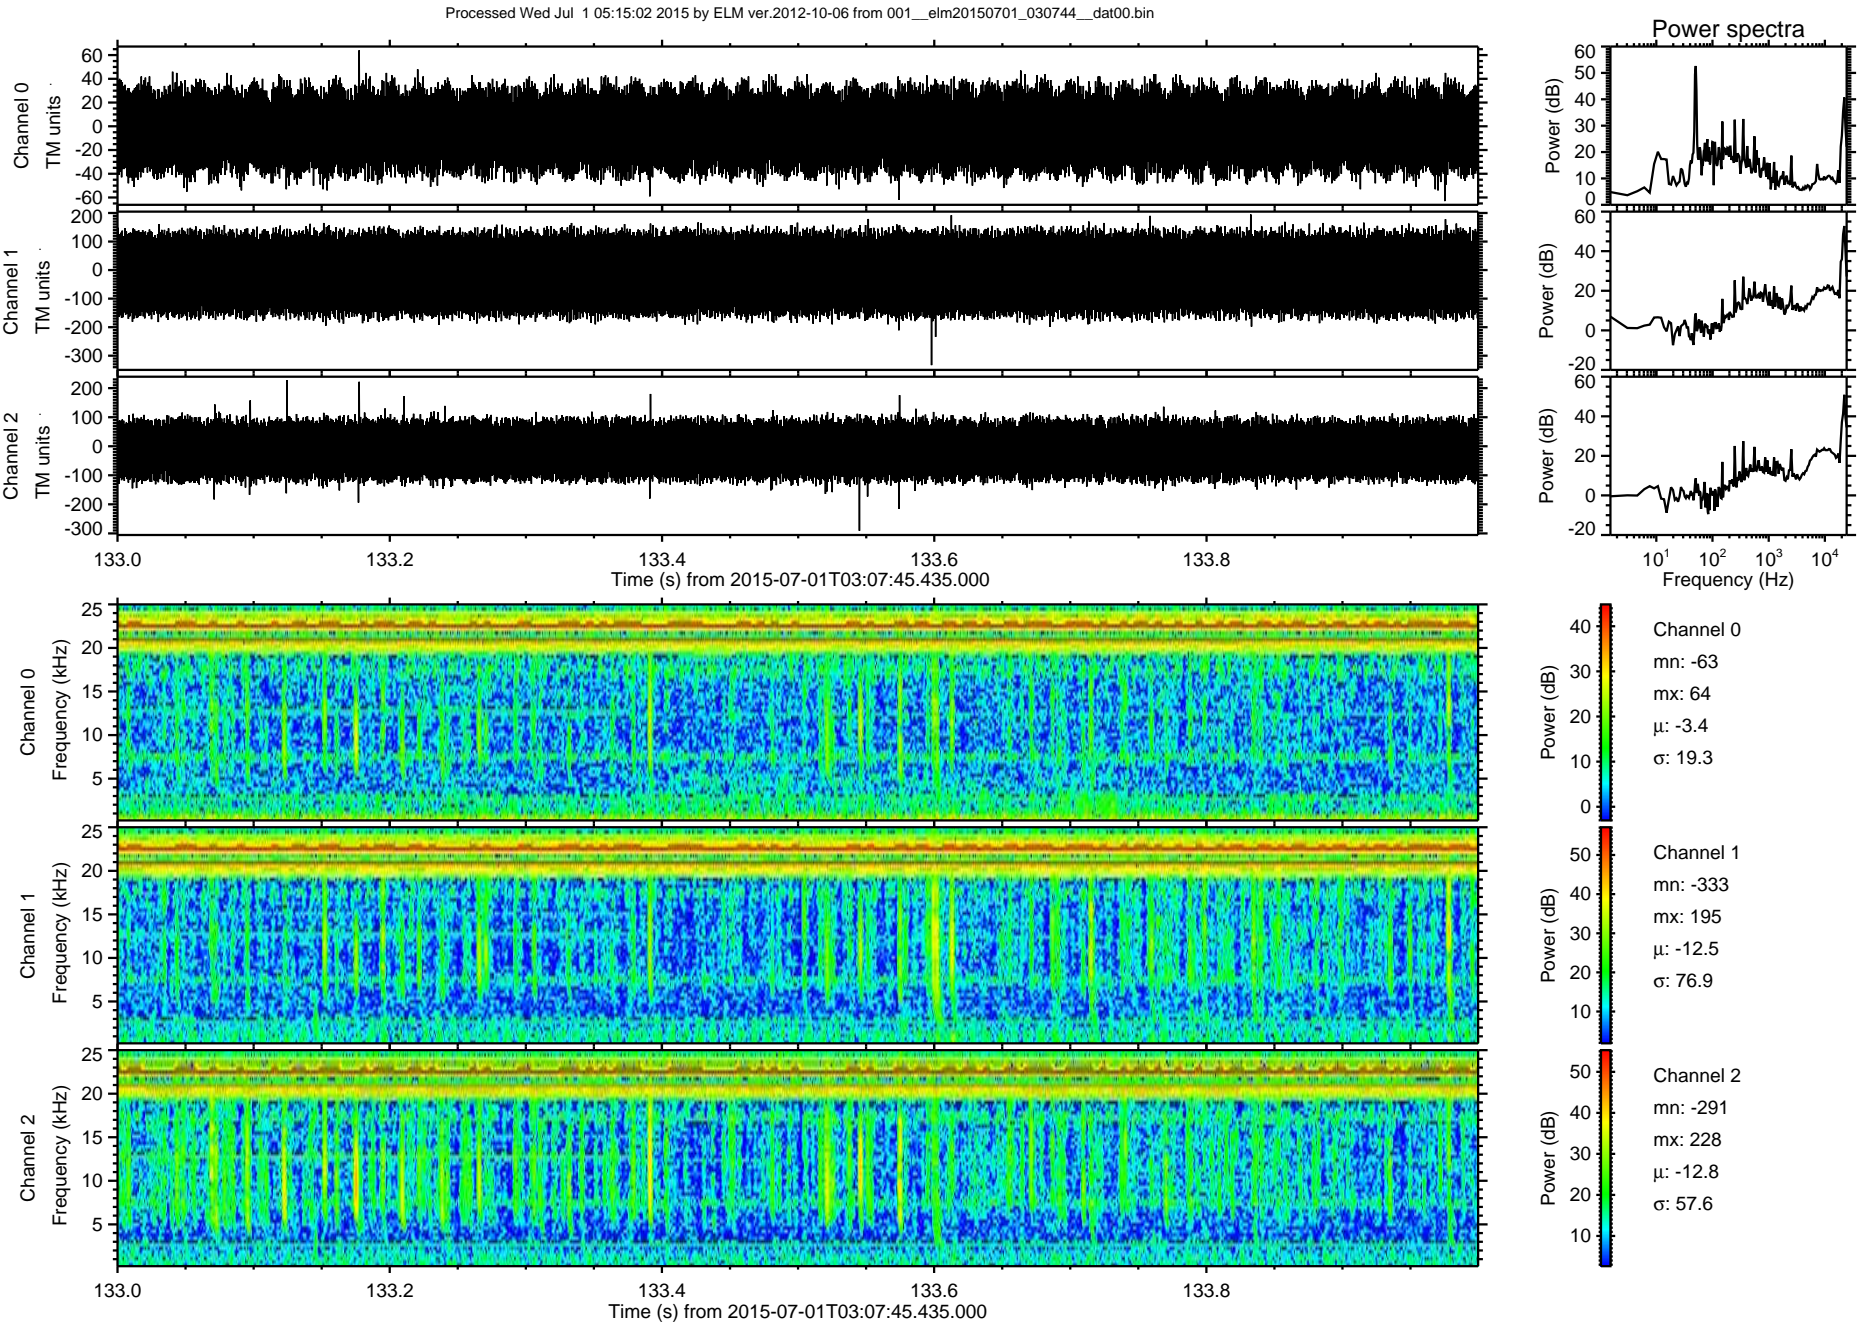 Processed Wed Jul  1 05:15:02 2015 by ELM ver.2012-10-06 from 001__elm20150701_030744__dat00.bin
Power spectra
Channel 0
TM units
60
40
20
0
-20
-40
-60
Power (dB)
60
50
40
30
20
10
0
Channel 1
TM units
200
100
0
-100
-200
-300
Power (dB)
60
40
20
0
-20
Channel 2
TM units
200
100
0
-100
-200
-300
Power (dB)
60
40
20
0
-20
133.0 133.2 133.4 133.6 133.8
Time (s) from 2015-07-01T03:07:45.435.000
10^1 10^2 10^3 10^4
Frequency (Hz)
Channel 0
Frequency (kHz)
25
20
15
10
5
Power (dB)
40
30
20
10
0
Channel 0
mn: -63
mx: 64
μ: -3.4
σ: 19.3
Channel 1
Frequency (kHz)
25
20
15
10
5
Power (dB)
50
40
30
20
10
Channel 1
mn: -333
mx: 195
μ: -12.5
σ: 76.9
Channel 2
Frequency (kHz)
25
20
15
10
5
Power (dB)
50
40
30
20
10
Channel 2
mn: -291
mx: 228
μ: -12.8
σ: 57.6
133.0 133.2 133.4 133.6 133.8
Time (s) from 2015-07-01T03:07:45.435.000